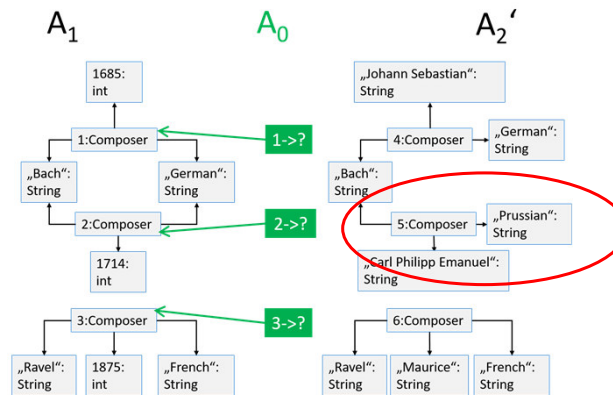 A1
A0
A2‘
1685:
int
„Johann Sebastian“:
String
1:Composer
1->?
4:Composer
„German“:
String
„Bach“:
String
„German“:
String
„Bach“:
String
2:Composer
2->?
5:Composer
„Prussian“:
String
1714:
int
„Carl Philipp Emanuel“:
String
3:Composer
3->?
6:Composer
„Ravel“:
String
1875:
int
„French“:
String
„Ravel“:
String
„Maurice“:
String
„French“:
String